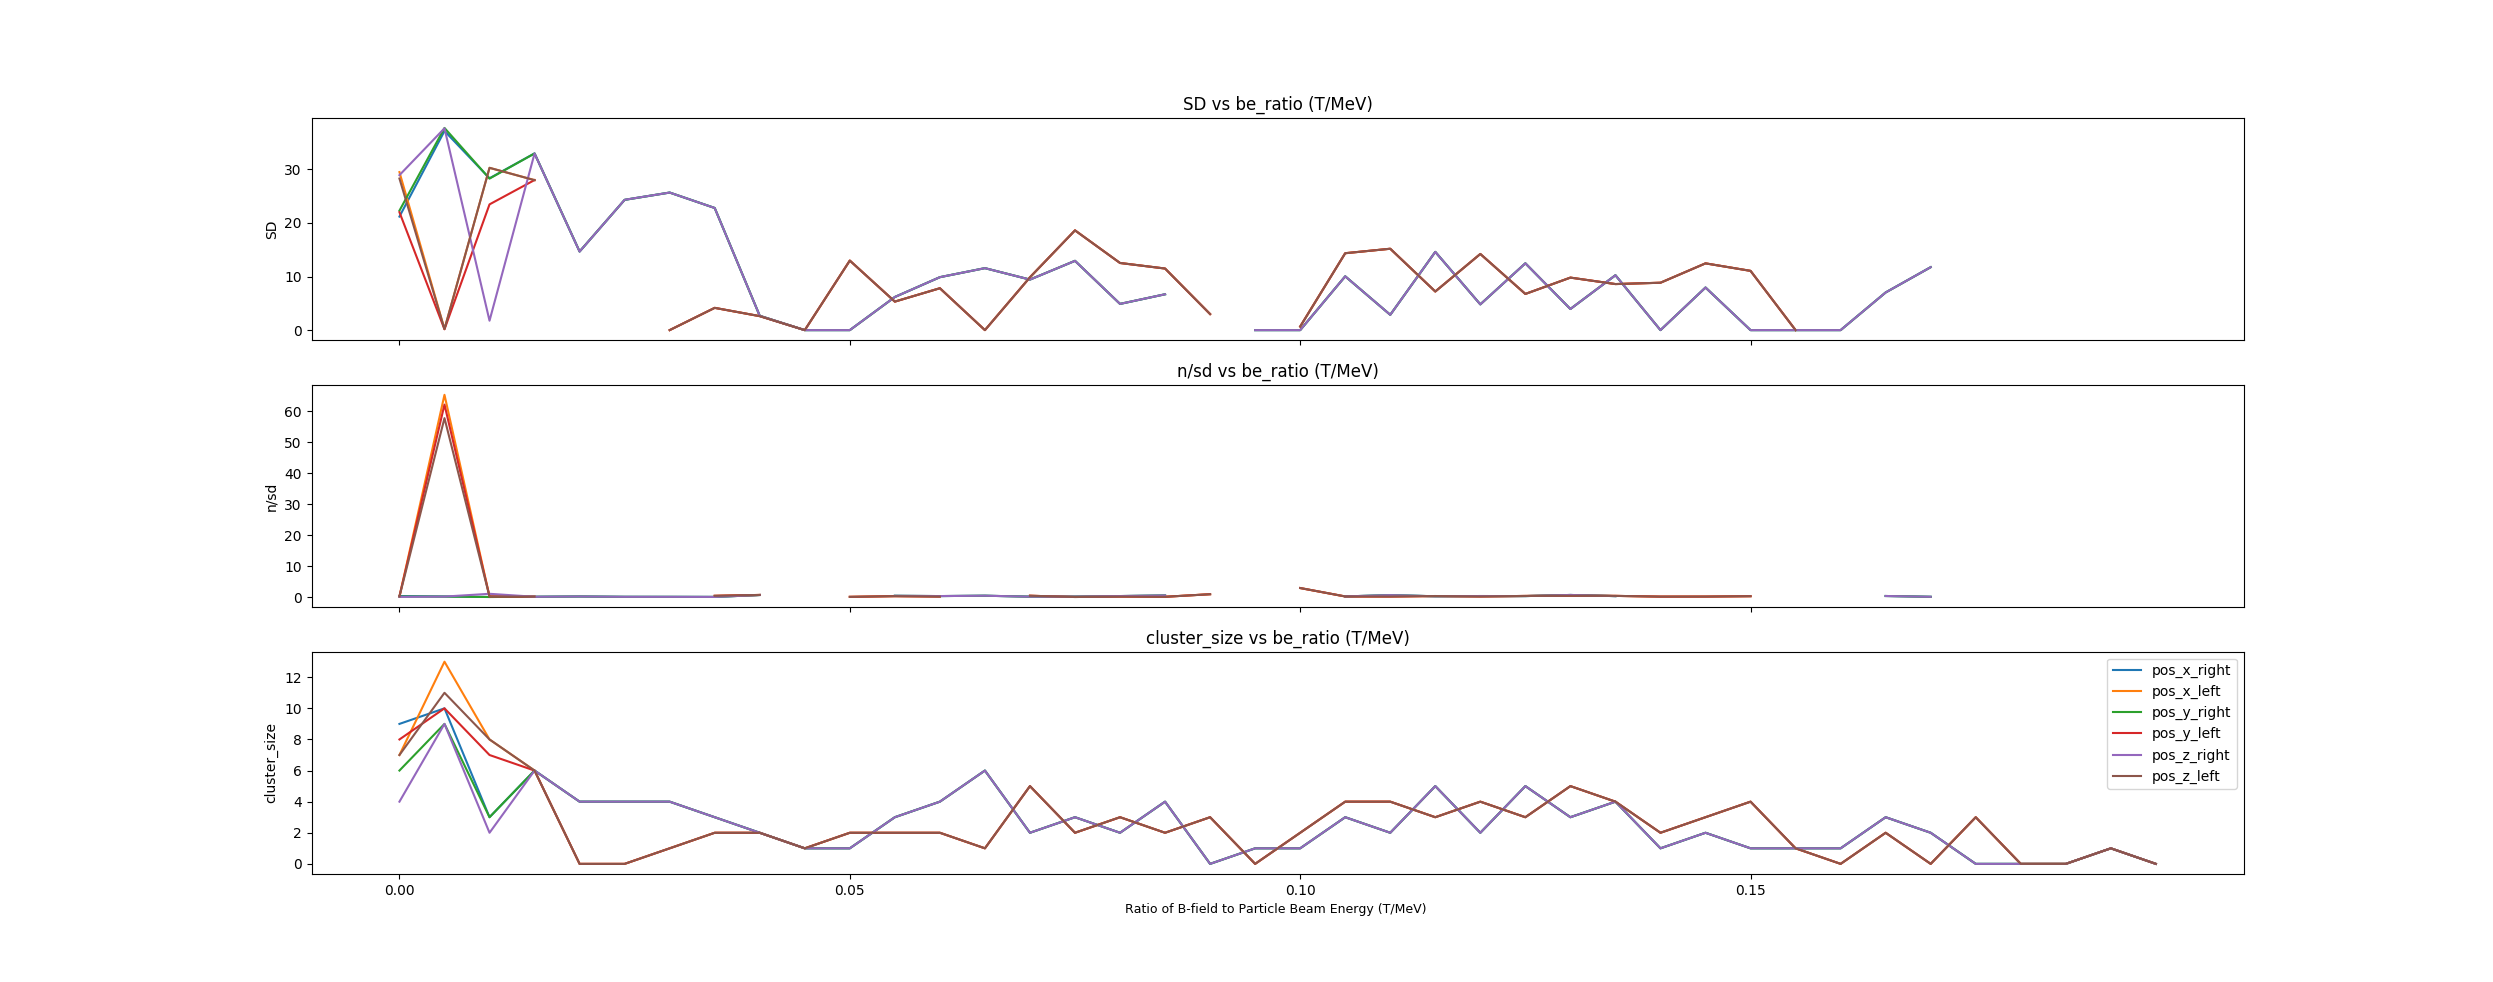 SD vs be_ratio (T/MeV)
30
20
10
0
SD
n/sd vs be_ratio (T/MeV)
60
50
40
30
20
10
0
n/sd
cluster_size vs be_ratio (T/MeV)
12
10
8
6
4
2
0
cluster_size
pos_x_right
pos_x_left
pos_y_right
pos_y_left
pos_z_right
pos_z_left
0.00 0.05 0.10 0.15
Ratio of B-field to Particle Beam Energy (T/MeV)